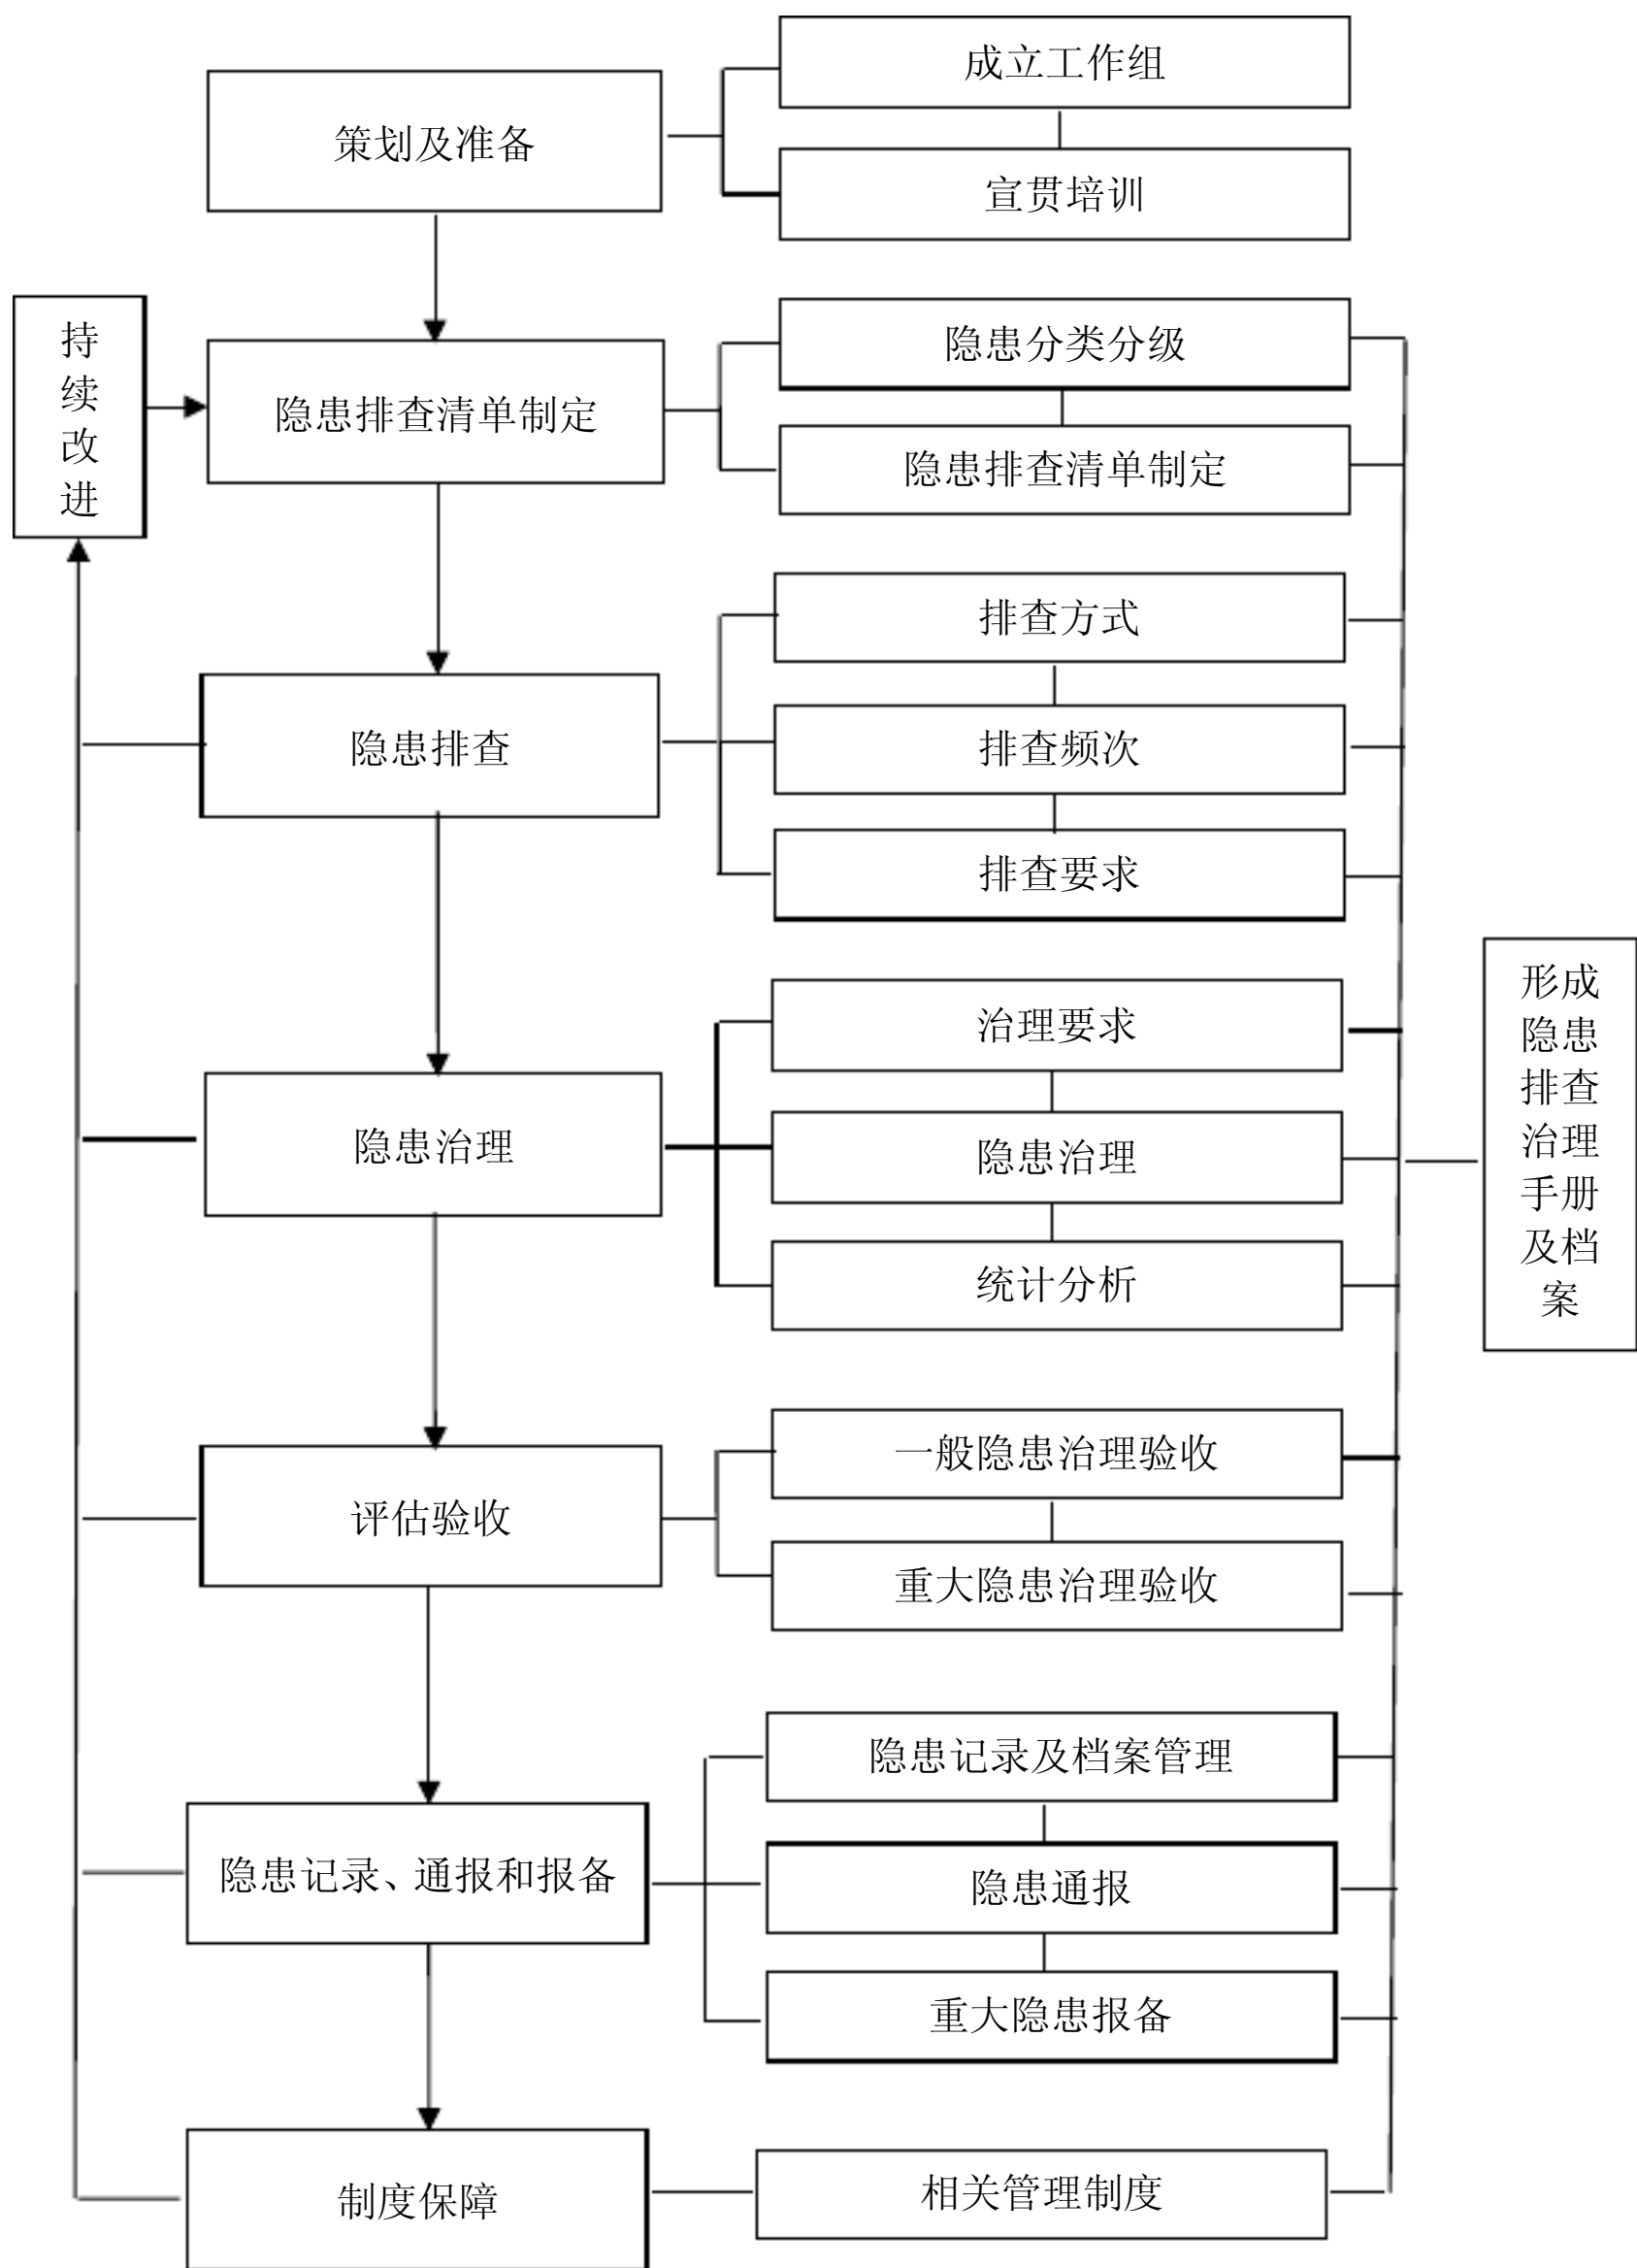 策划及准备
成立工作组
宣贯培训
持
续
改
进
隐患排查清单制定
隐患分类分级
隐患排查清单制定
隐患排查
排查方式
排查频次
排查要求
隐患治理
治理要求
隐患治理
统计分析
形成
隐患
排查
治理
手册
及档
案
评估验收
一般隐患治理验收
重大隐患治理验收
隐患记录、通报和报备
隐患记录及档案管理
隐患通报
重大隐患报备
制度保障
相关管理制度